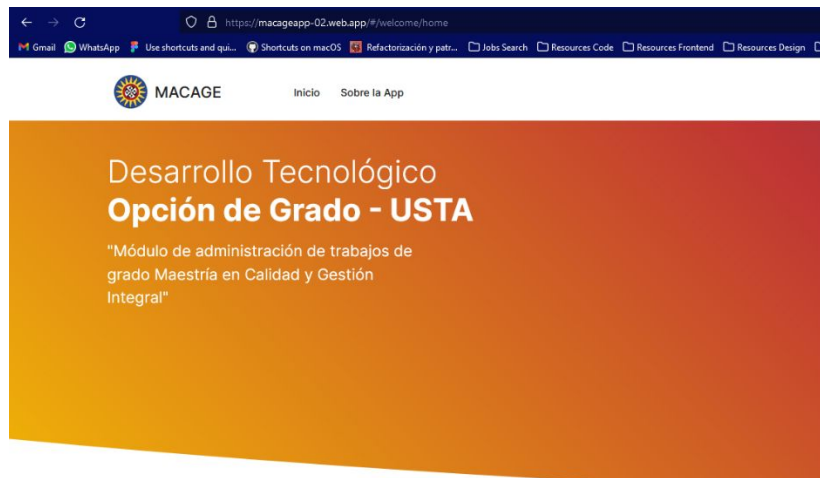 https://macageapp-02.web.app/#/welcome/home
Gmail WhatsApp Use shortcuts and qui... Shortcuts on macOS Refactorización y patr... Jobs Search Resources Code Resources Frontend Resources Design
MACAGE Inicio Sobre la App
Desarrollo Tecnológico
Opción de Grado - USTA
"Módulo de administración de trabajos de
grado Maestría en Calidad y Gestión
Integral"